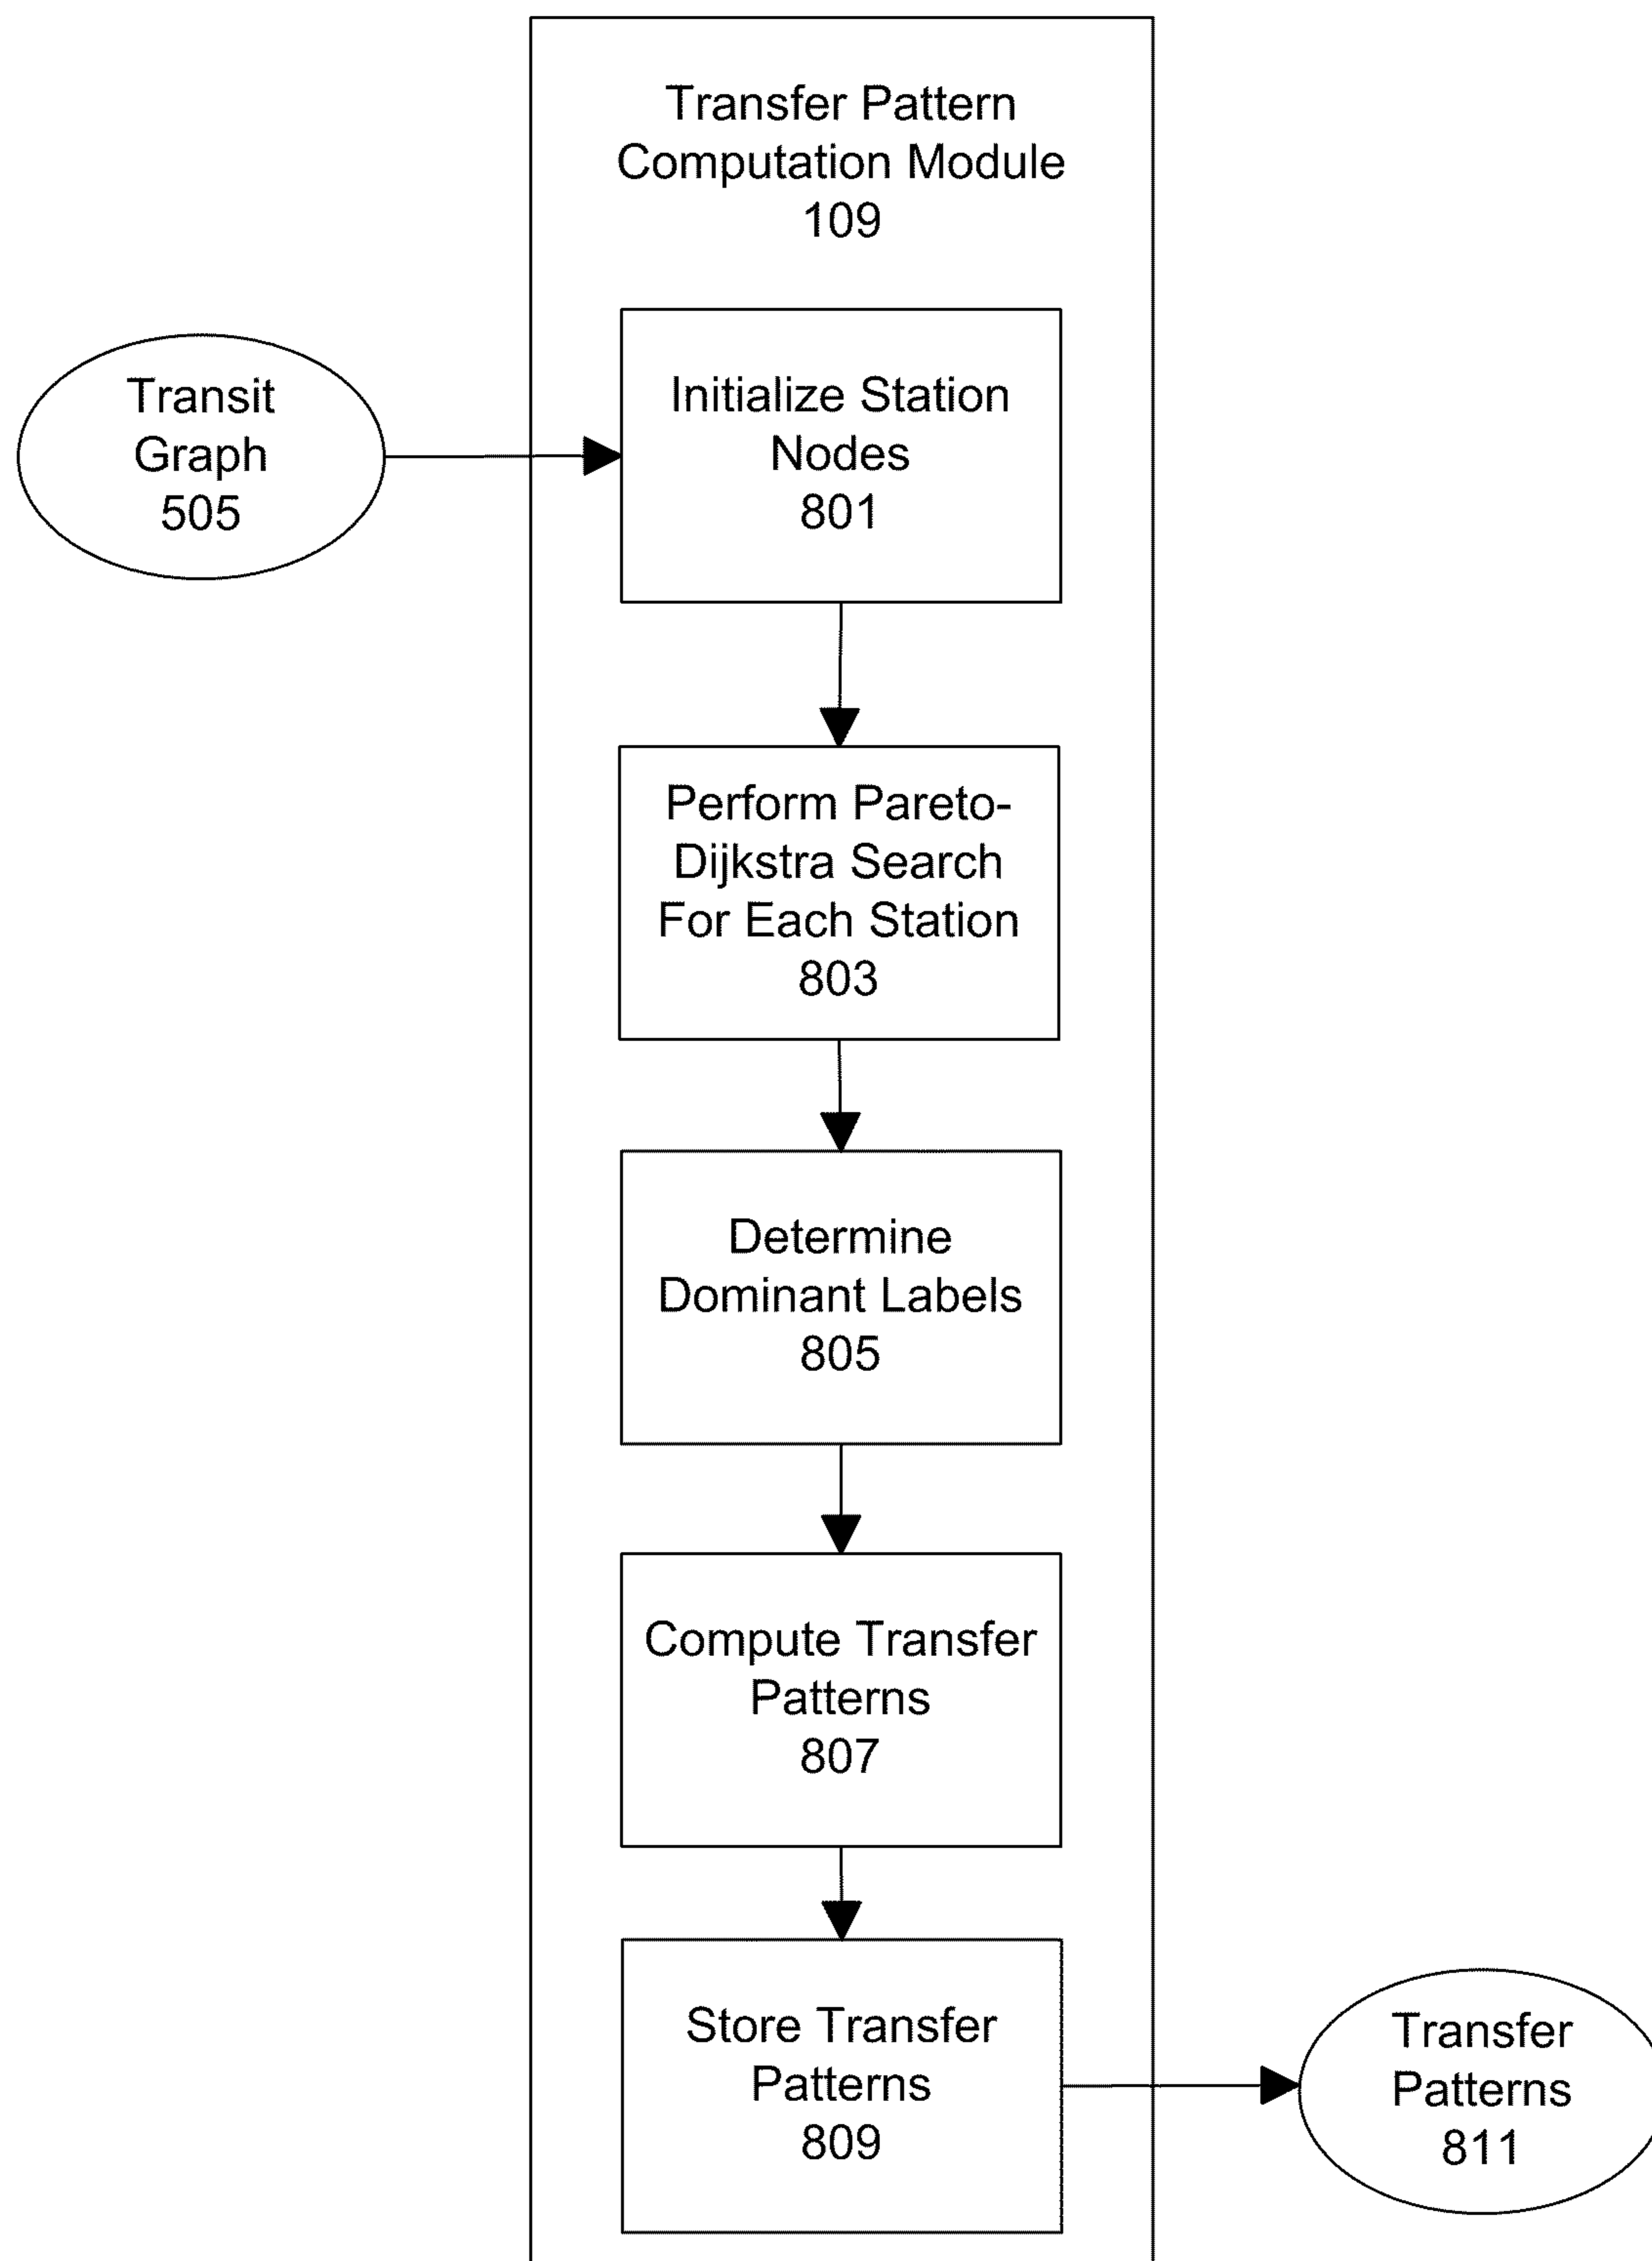 Transfer Pattern
Computation Module
109
Transit
Graph
505
Initialize Station
Nodes
801
Perform Pareto-
Dijkstra Search
For Each Station
803
Determine
Dominant Labels
805
Compute Transfer
Patterns
807
Store Transfer
Patterns
809
Transfer
Patterns
811